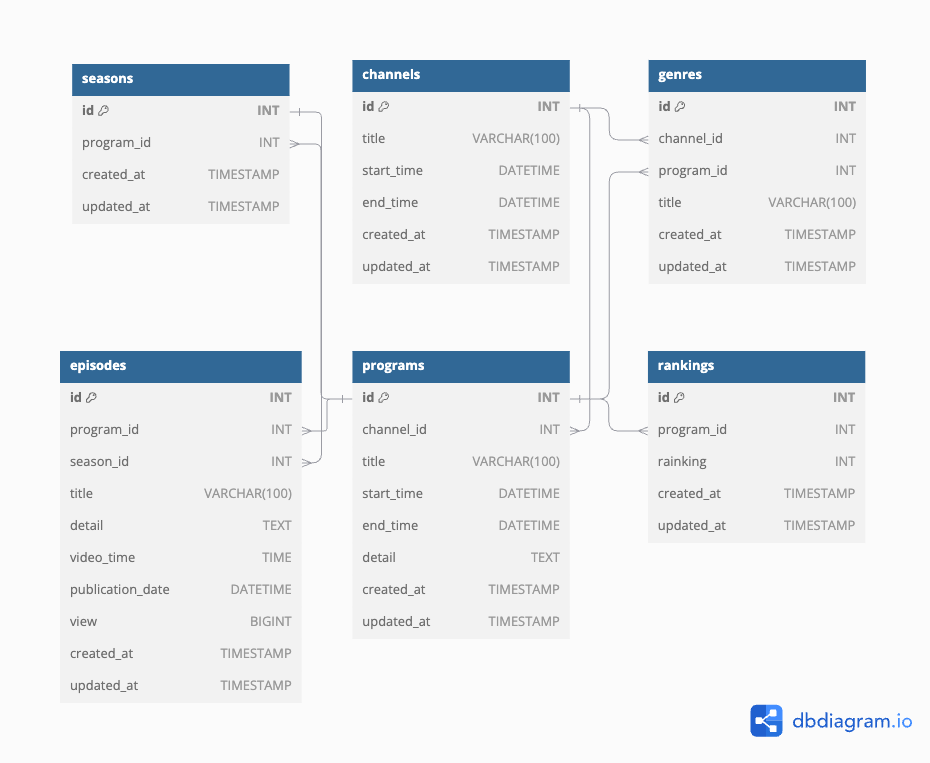 seasons
id INT
program_id INT
created_at TIMESTAMP
updated_at TIMESTAMP
channels
id INT
title VARCHAR(100)
start_time DATETIME
end_time DATETIME
created_at TIMESTAMP
updated_at TIMESTAMP
genres
id INT
channel_id INT
program_id INT
title VARCHAR(100)
created_at TIMESTAMP
updated_at TIMESTAMP
episodes
id INT
program_id INT
season_id INT
title VARCHAR(100)
detail TEXT
video_time TIME
publication_date DATETIME
view BIGINT
created_at TIMESTAMP
updated_at TIMESTAMP
programs
id INT
channel_id INT
title VARCHAR(100)
start_time DATETIME
end_time DATETIME
detail TEXT
created_at TIMESTAMP
updated_at TIMESTAMP
rankings
id INT
program_id INT
rainking INT
created_at TIMESTAMP
updated_at TIMESTAMP
dbdiagram.io